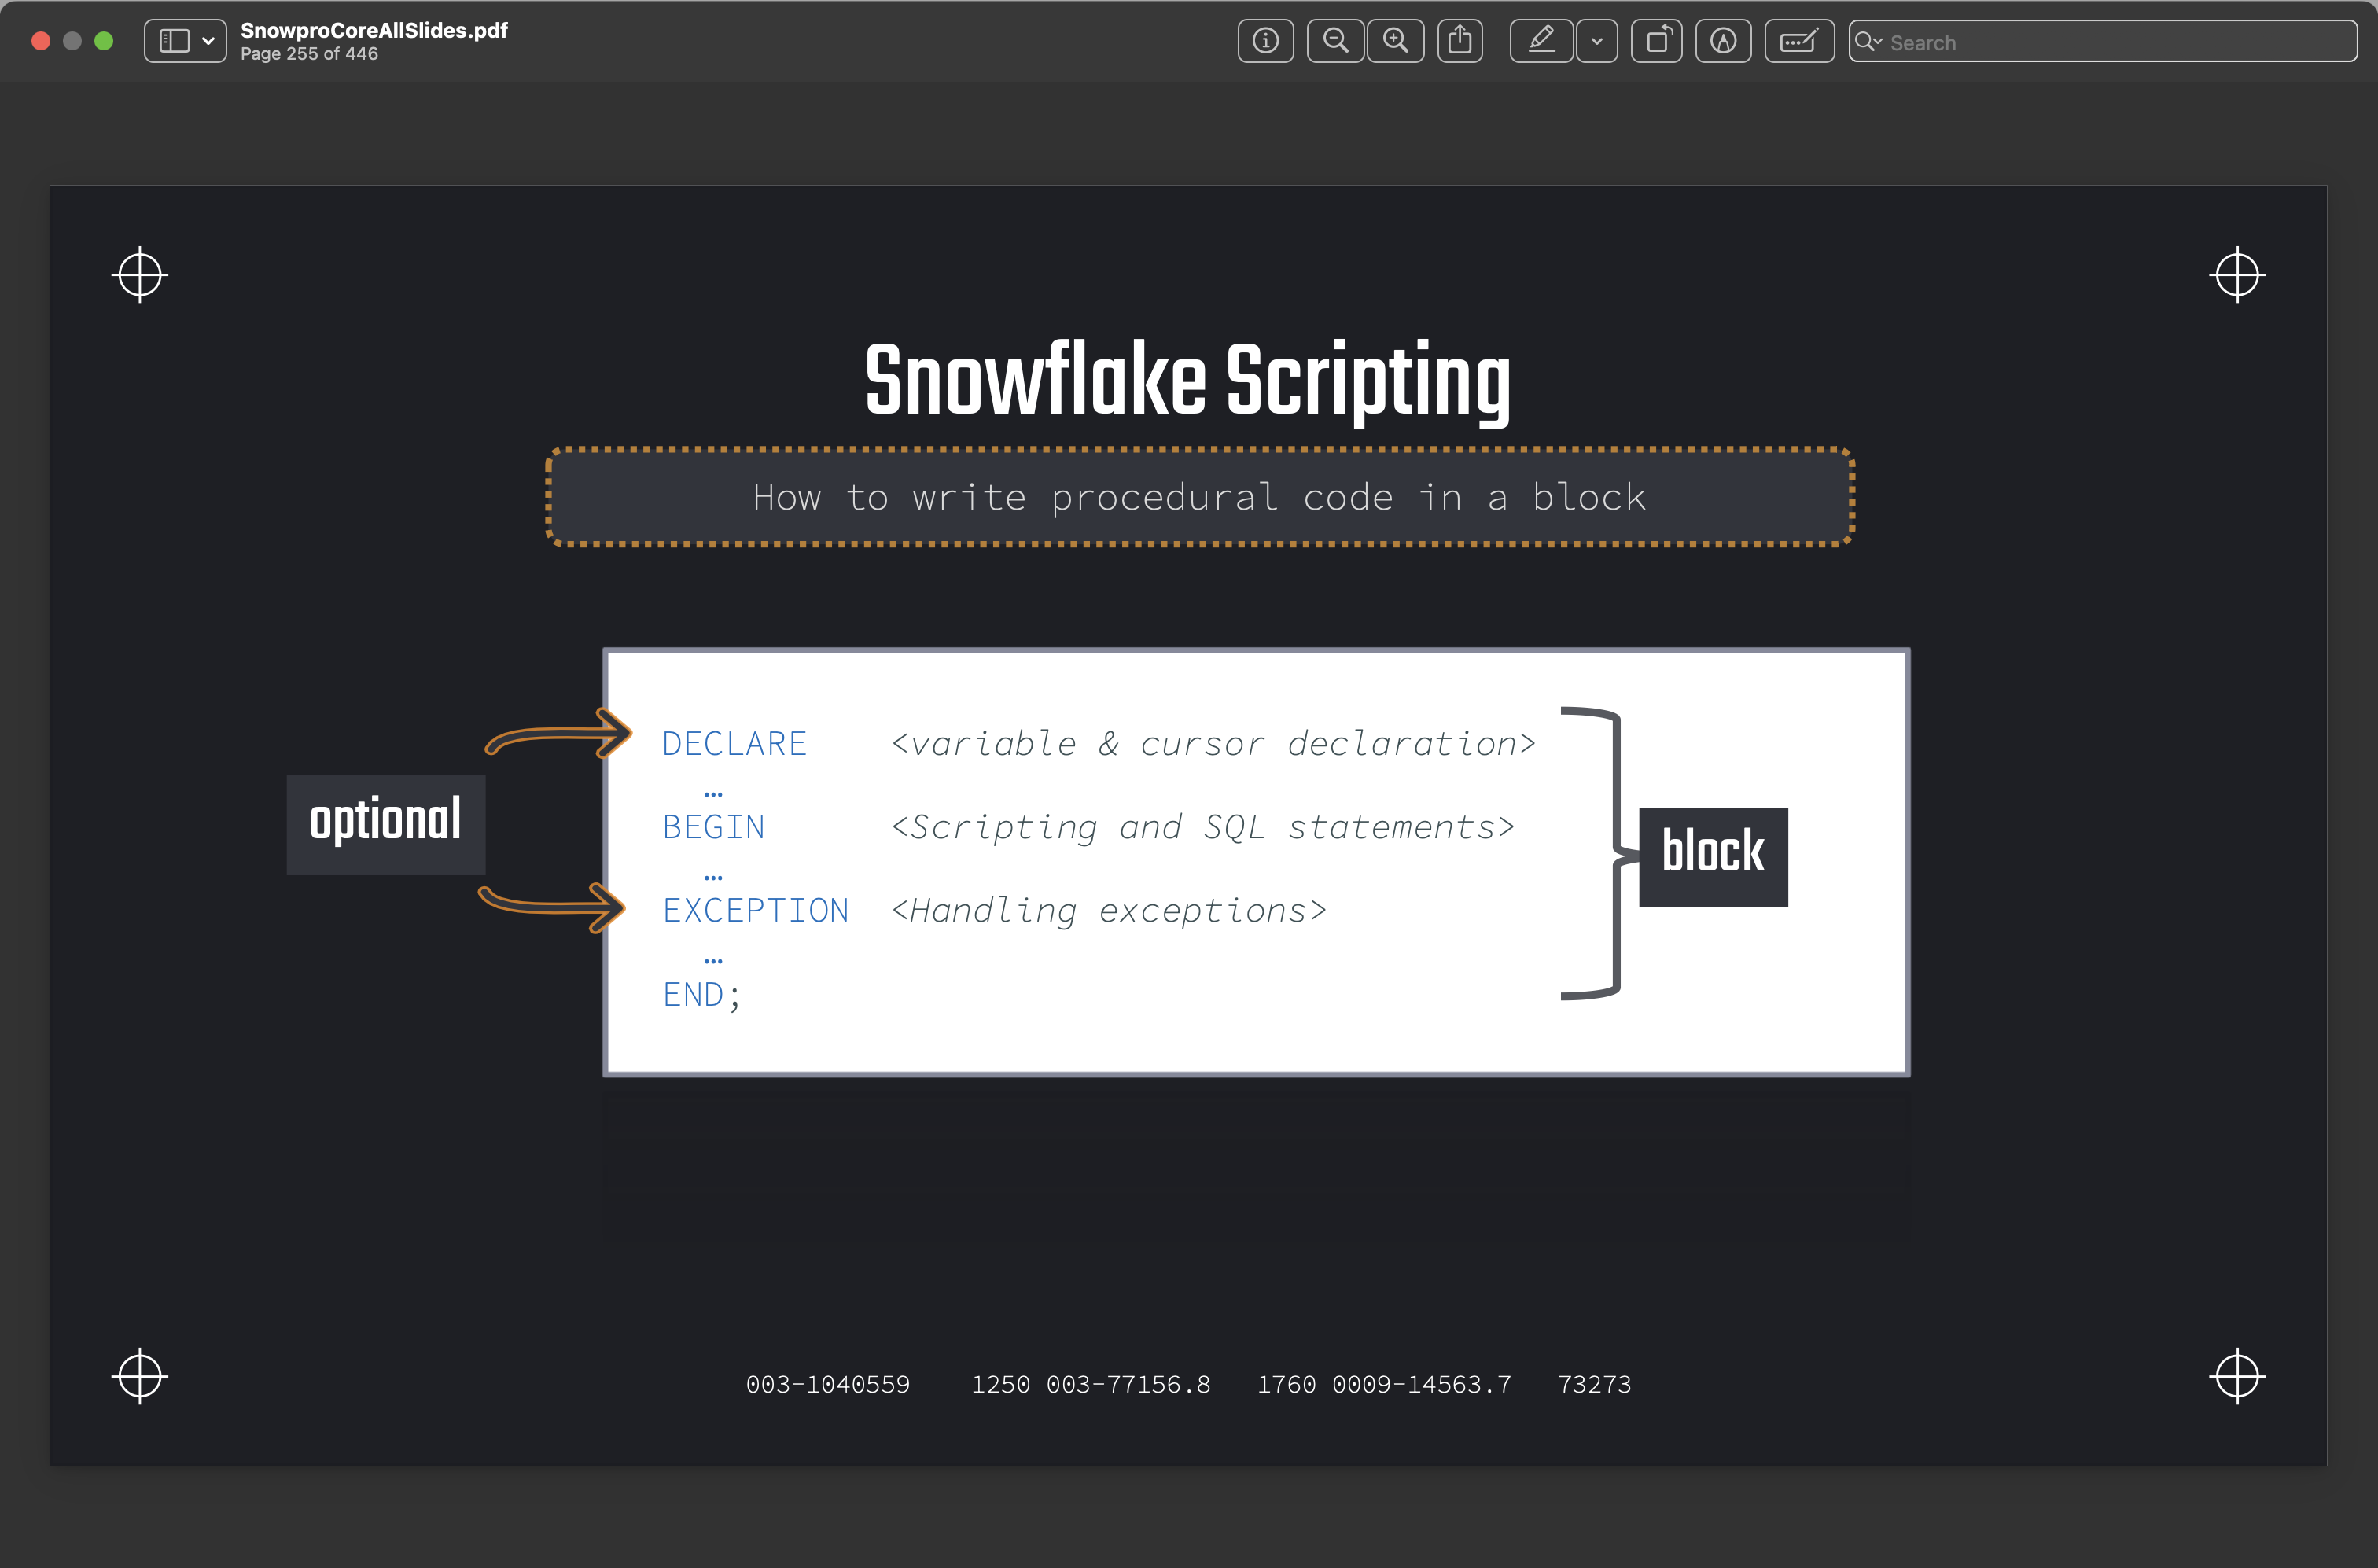 SnowproCoreAllSlides.pdf
Page 255 of 446
Search
Snowflake Scripting
How to write procedural code in a block
optional
DECLARE <variable & cursor declaration>
…
BEGIN <Scripting and SQL statements>
…
EXCEPTION <Handling exceptions>
…
END;
block
003-1040559 1250 003-77156.8 1760 0009-14563.7 73273